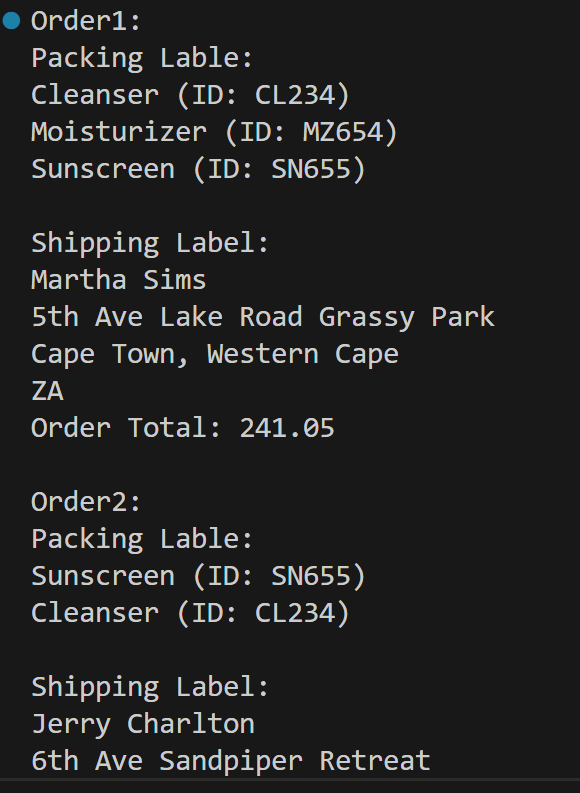 Order1:
Packing Lable:
Cleanser (ID: CL234)
Moisturizer (ID: MZ654)
Sunscreen (ID: SN655)

Shipping Label:
Martha Sims
5th Ave Lake Road Grassy Park
Cape Town, Western Cape
ZA
Order Total: 241.05

Order2:
Packing Lable:
Sunscreen (ID: SN655)
Cleanser (ID: CL234)

Shipping Label:
Jerry Charlton
6th Ave Sandpiper Retreat